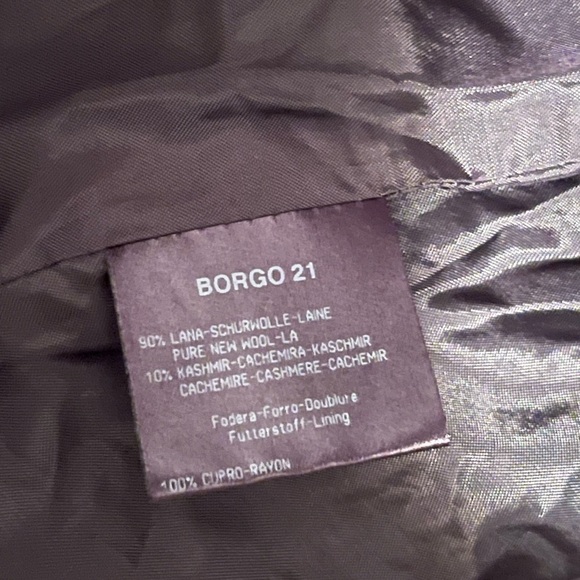 BORGO 21
90% LANA-SCHURWOLLE-LAINE
PURE NEW WOOL-LA
10% KASHMIR-CACHEMIRA-KASCHMIR
CACHEMIRE-CASHMERE-CACHEMIR
Fodera-Forro-Doublure
Futterstoff-Lining
100% CUPRO-RAYON